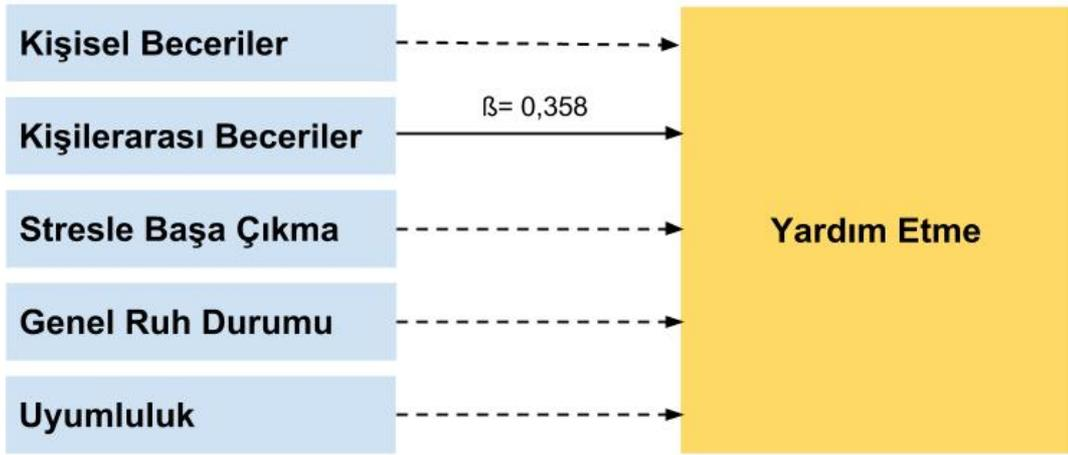 Kişisel Beceriler
ß= 0,358
Kişilerarası Beceriler
Stresle Başa Çıkma
Yardım Etme
Genel Ruh Durumu
Uyumluluk